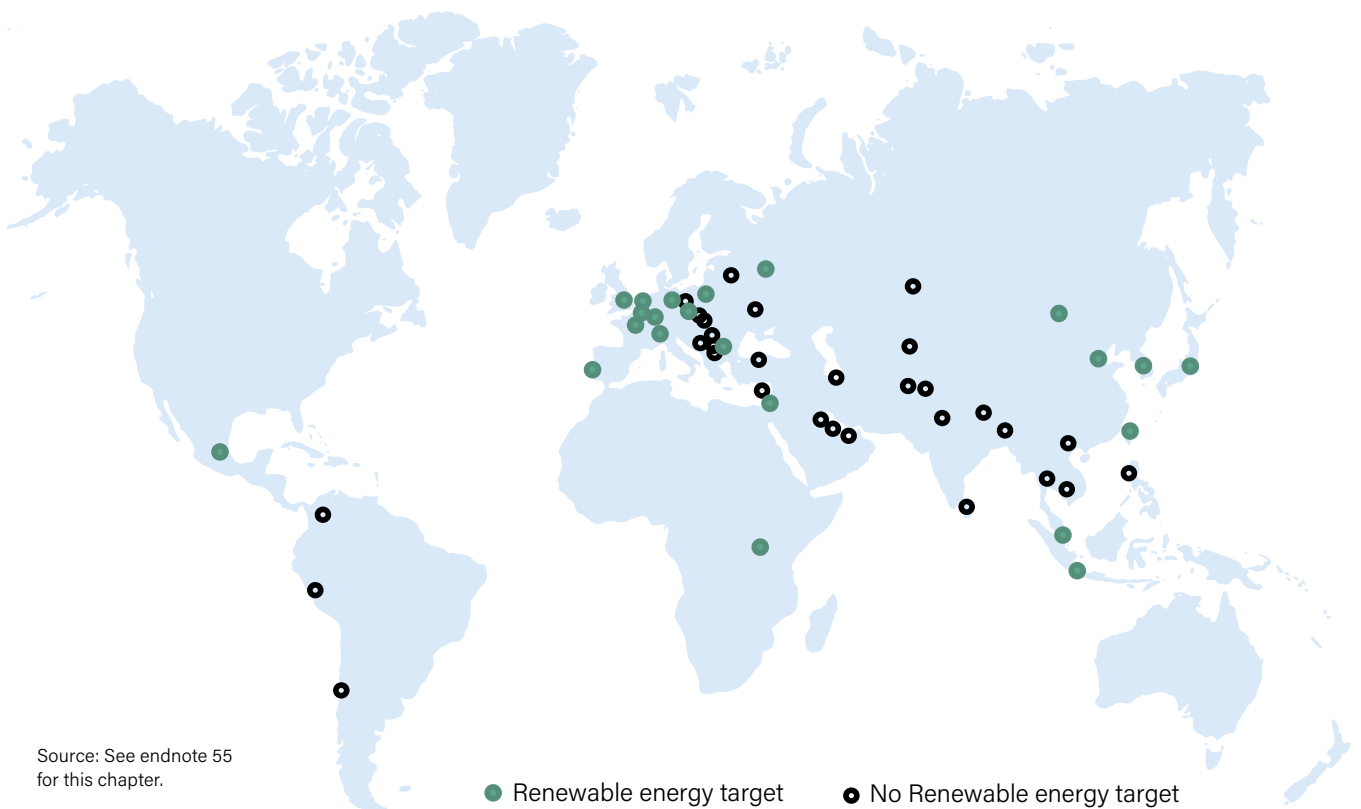 Source: See endnote 55
for this chapter.
Renewable energy target
No Renewable energy target